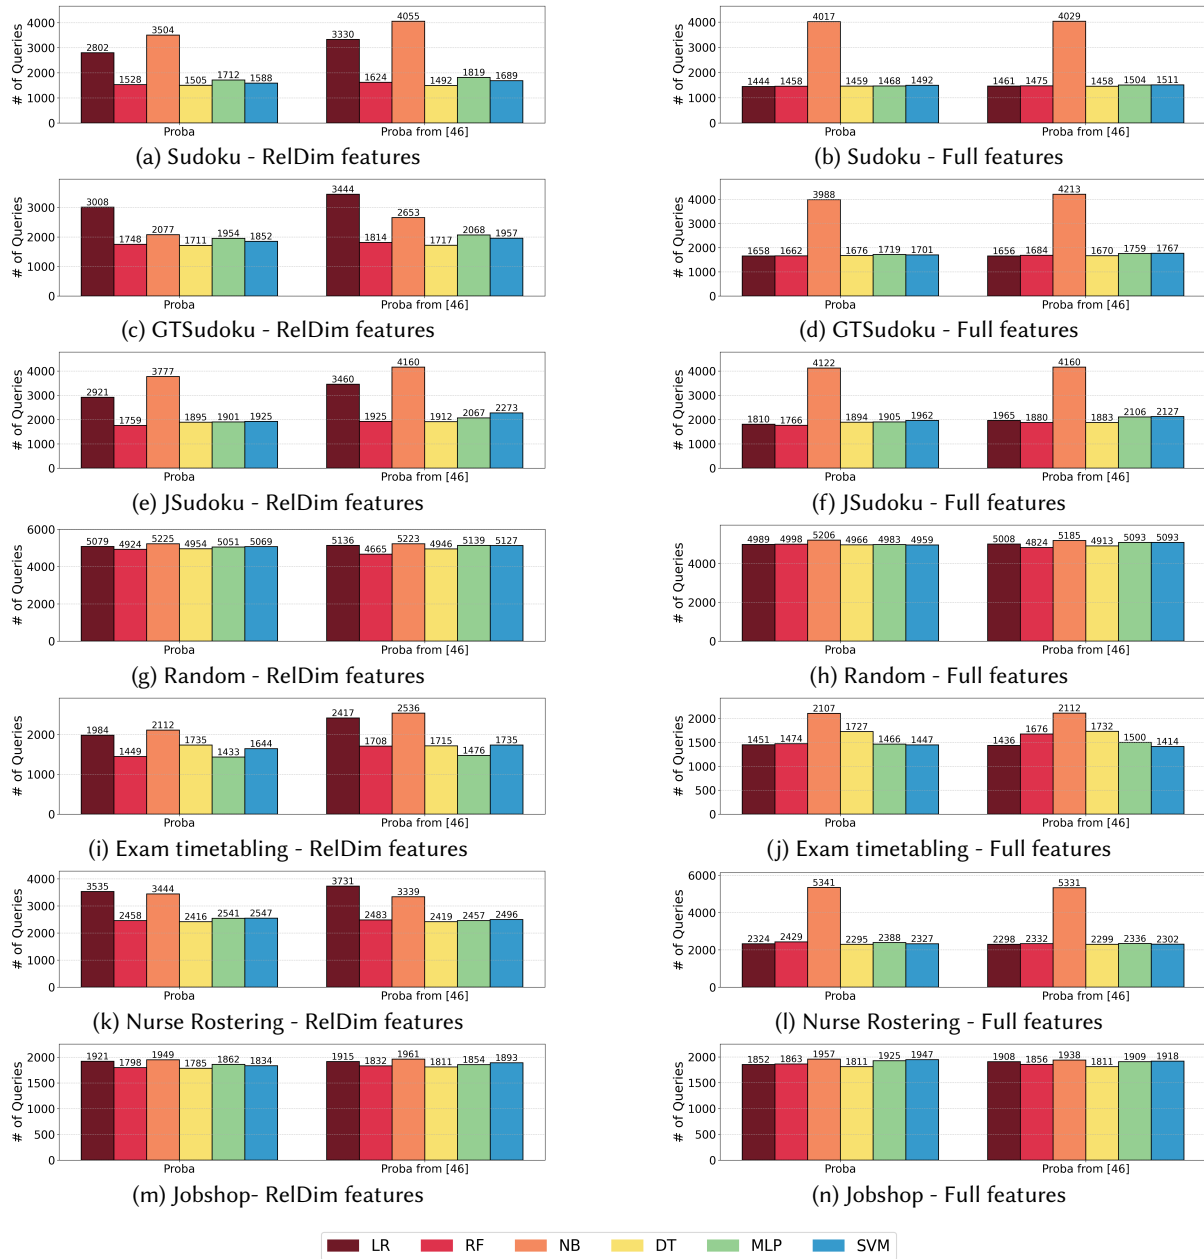 # of Queries
4000
3000
2000
1000
0
2802 1528 3504 1505 1712 1588
3330 1624 4055 1492 1819 1689
Proba
Proba from [46]
(a) Sudoku - RelDim features
# of Queries
4000
3000
2000
1000
0
1444 1458 4017 1459 1468 1492
1461 1475 4029 1458 1504 1511
Proba
Proba from [46]
(b) Sudoku - Full features
# of Queries
3000
2000
1000
0
3008 1748 2077 1711 1954 1852
3444 1814 2653 1717 2068 1957
Proba
Proba from [46]
(c) GTSudoku - RelDim features
# of Queries
4000
3000
2000
1000
0
1658 1662 3988 1676 1719 1701
1656 1684 4213 1670 1759 1767
Proba
Proba from [46]
(d) GTSudoku - Full features
# of Queries
4000
3000
2000
1000
0
2921 1759 3777 1895 1901 1925
3460 1925 4160 1912 2067 2273
Proba
Proba from [46]
(e) JSudoku - RelDim features
# of Queries
4000
3000
2000
1000
0
1810 1766 4122 1894 1905 1962
1965 1880 4160 1883 2106 2127
Proba
Proba from [46]
(f) JSudoku - Full features
# of Queries
6000
4000
2000
0
5079 4924 5225 4954 5051 5069
5136 4665 5223 4946 5139 5127
Proba
Proba from [46]
(g) Random - RelDim features
# of Queries
4000
2000
0
4989 4998 5206 4966 4983 4959
5008 4824 5185 4913 5093 5093
Proba
Proba from [46]
(h) Random - Full features
# of Queries
2000
1000
0
1984 1449 2112 1735 1433 1644
2417 1708 2536 1715 1476 1735
Proba
Proba from [46]
(i) Exam timetabling - RelDim features
# of Queries
2000
1500
1000
500
0
1451 1474 2107 1727 1466 1447
1436 1676 2112 1732 1500 1414
Proba
Proba from [46]
(j) Exam timetabling - Full features
# of Queries
4000
3000
2000
1000
0
3535 2458 3444 2416 2541 2547
3731 2483 3339 2419 2457 2496
Proba
Proba from [46]
(k) Nurse Rostering - RelDim features
# of Queries
6000
4000
2000
0
2324 2429 5341 2295 2388 2327
2298 2332 5331 2299 2336 2302
Proba
Proba from [46]
(l) Nurse Rostering - Full features
# of Queries
2000
1500
1000
500
0
1921 1798 1949 1785 1862 1834
1915 1832 1961 1811 1854 1893
Proba
Proba from [46]
(m) Jobshop- RelDim features
# of Queries
2000
1500
1000
500
0
1852 1863 1957 1811 1925 1947
1908 1856 1938 1811 1909 1918
Proba
Proba from [46]
(n) Jobshop - Full features
LR RF NB DT MLP SVM